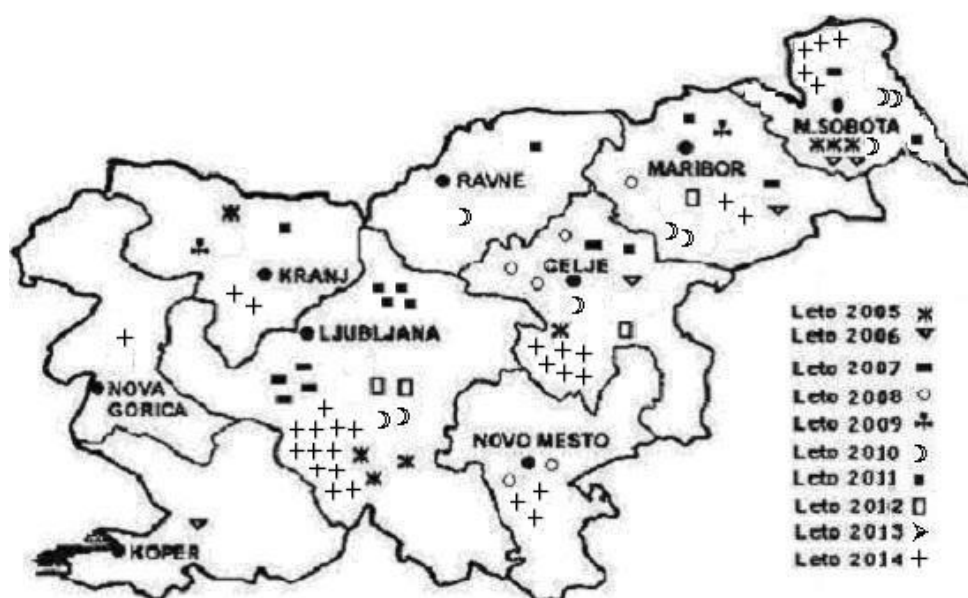 M.SOBOTA
MARIBOR
RAVNE
CELJE
KRANJ
LJUBLJANA
NOVA
GORICA
NOVO MESTO
KOPER
Leto 2005
Leto 2006
Leto 2007
Leto 2008
Leto 2009
Leto 2010
Leto 2011
Leto 2012
Leto 2013
Leto 2014